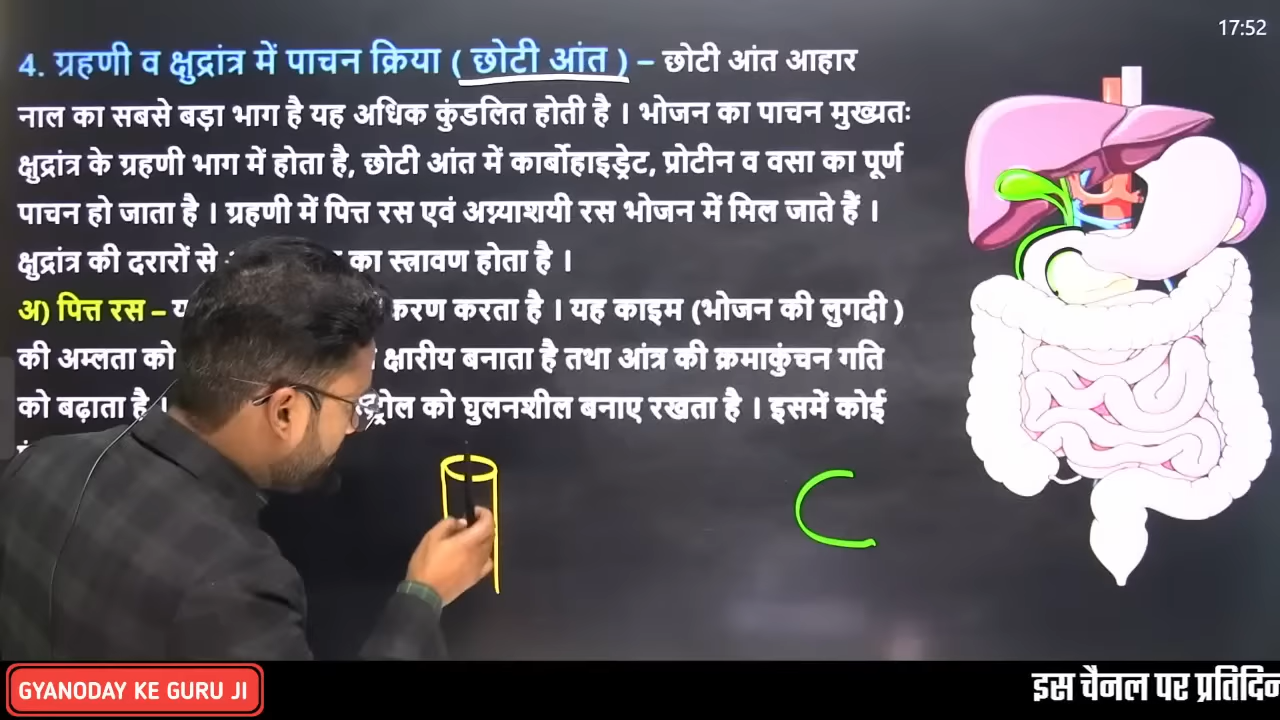 17:52
4. ग्रहणी व क्षुद्रांत्र में पाचन क्रिया ( छोटी आंत ) – छोटी आंत आहार
नाल का सबसे बड़ा भाग है यह अधिक कुंडलित होती है । भोजन का पाचन मुख्यतः
क्षुद्रांत्र के ग्रहणी भाग में होता है, छोटी आंत में कार्बोहाइड्रेट, प्रोटीन व वसा का पूर्ण
पाचन हो जाता है । ग्रहणी में पित्त रस एवं अग्न्याशयी रस भोजन में मिल जाते हैं ।
क्षुद्रांत्र की दरारों से का स्त्रावण होता है ।
अ) पित्त रस – करण करता है । यह काइम (भोजन की लुगदी )
की अम्लता को क्षारीय बनाता है तथा आंत्र की क्रमाकुंचन गति
को बढ़ाता है । को घुलनशील बनाए रखता है । इसमें कोई
C
GYANODAY KE GURU JI
इस चैनल पर प्रतिदिन